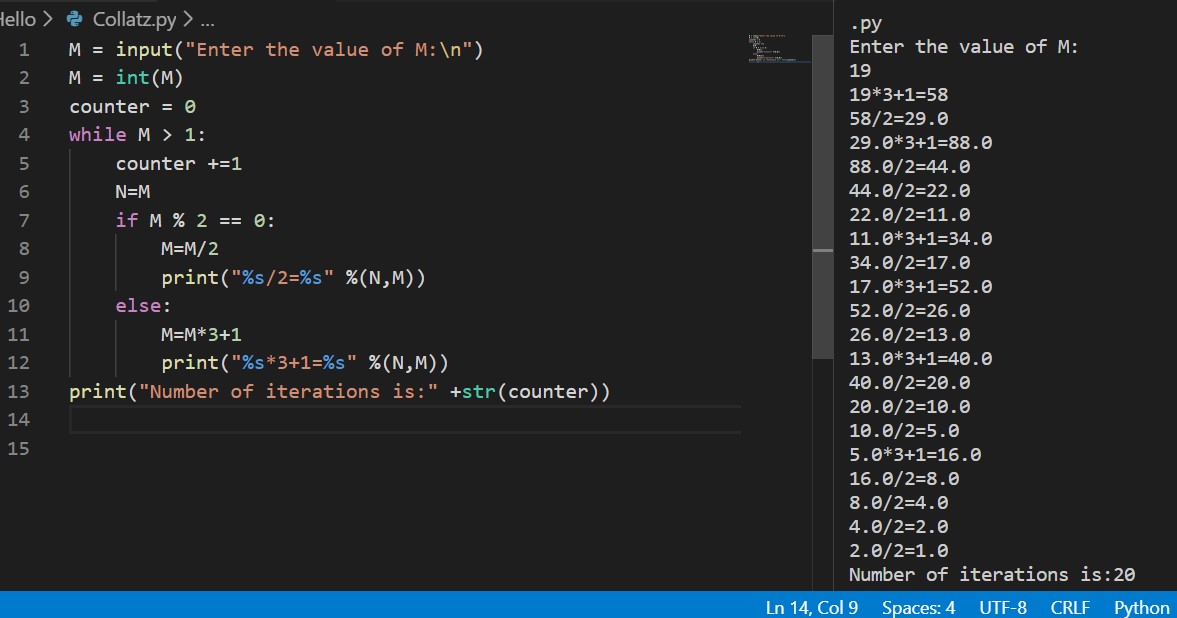 Hello > Collatz.py > ...
1 M = input("Enter the value of M:\n")
2 M = int(M)
3 counter = 0
4 while M > 1:
5 counter +=1
6 N=M
7 if M % 2 == 0:
8 M=M/2
9 print("%s/2=%s" %(N,M))
10 else:
11 M=M*3+1
12 print("%s*3+1=%s" %(N,M))
13 print("Number of iterations is:" +str(counter))
14
15
.py
Enter the value of M:
19
19*3+1=58
58/2=29.0
29.0*3+1=88.0
88.0/2=44.0
44.0/2=22.0
22.0/2=11.0
11.0*3+1=34.0
34.0/2=17.0
17.0*3+1=52.0
52.0/2=26.0
26.0/2=13.0
13.0*3+1=40.0
40.0/2=20.0
20.0/2=10.0
10.0/2=5.0
5.0*3+1=16.0
16.0/2=8.0
8.0/2=4.0
4.0/2=2.0
2.0/2=1.0
Number of iterations is:20
Ln 14, Col 9 Spaces: 4 UTF-8 CRLF Python